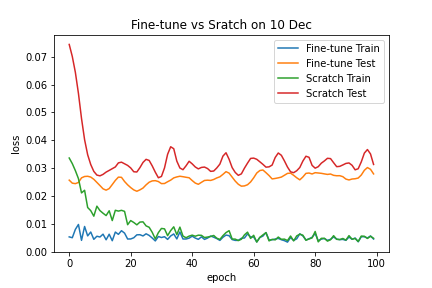 Fine-tune vs Sratch on 10 Dec
Fine-tune Train
Fine-tune Test
Scratch Train
Scratch Test
loss
0.07
0.06
0.05
0.04
0.03
0.02
0.01
0.00
0 20 40 60 80 100
epoch